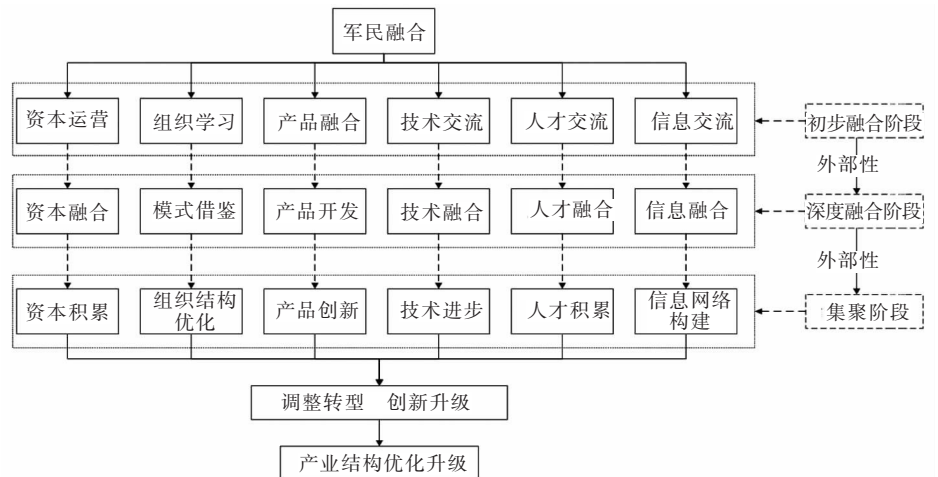 军民融合
资本运营 组织学习 产品融合 技术交流 人才交流 信息交流 初步融合阶段
外部性
资本融合 模式借鉴 产品开发 技术融合 人才融合 信息融合 深度融合阶段
外部性
资本积累 组织结构 产品创新 技术进步 人才积累 信息网络 集聚阶段
优化 构建
调整转型 创新升级
产业结构优化升级